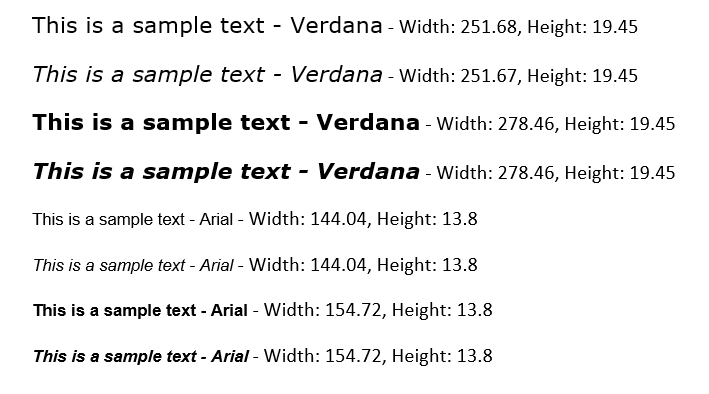 This is a sample text - Verdana - Width: 251.68, Height: 19.45
This is a sample text - Verdana - Width: 251.67, Height: 19.45
This is a sample text - Verdana - Width: 278.46, Height: 19.45
This is a sample text - Verdana - Width: 278.46, Height: 19.45
This is a sample text - Arial - Width: 144.04, Height: 13.8
This is a sample text - Arial - Width: 144.04, Height: 13.8
This is a sample text - Arial - Width: 154.72, Height: 13.8
This is a sample text - Arial - Width: 154.72, Height: 13.8